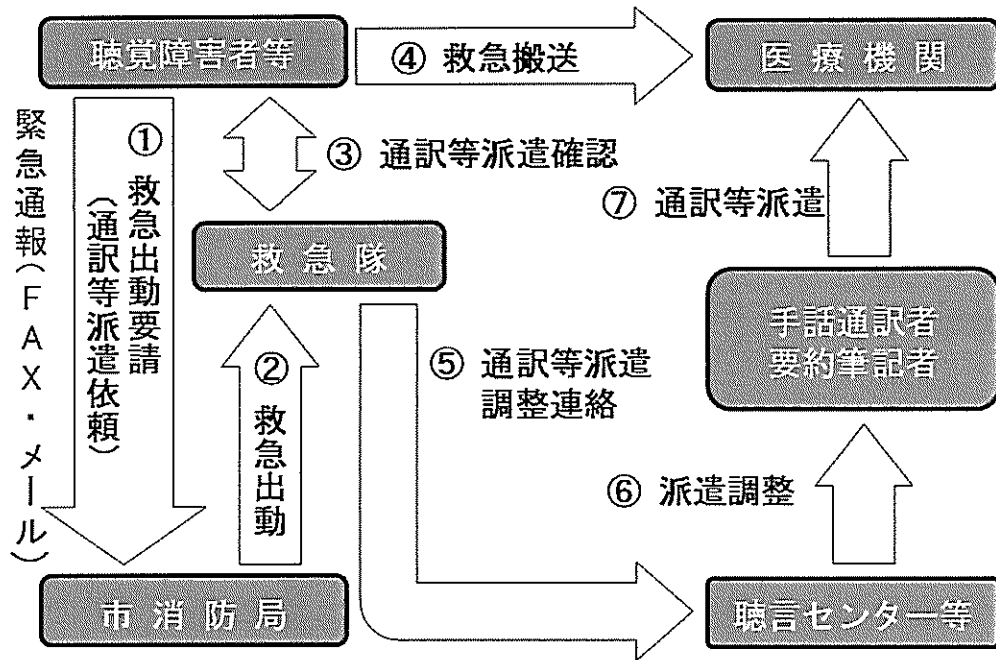 聴覚障害者等
④ 救急搬送
医療機関
緊急通報(FAX・メール)
① 救急出動要請
(通訳等派遣依頼)
③ 通訳等派遣確認
⑦ 通訳等派遣
救急隊
手話通訳者
要約筆記者
② 救急出動
⑤ 通訳等派遣
調整連絡
⑥ 派遣調整
市消防局
聴言センター等